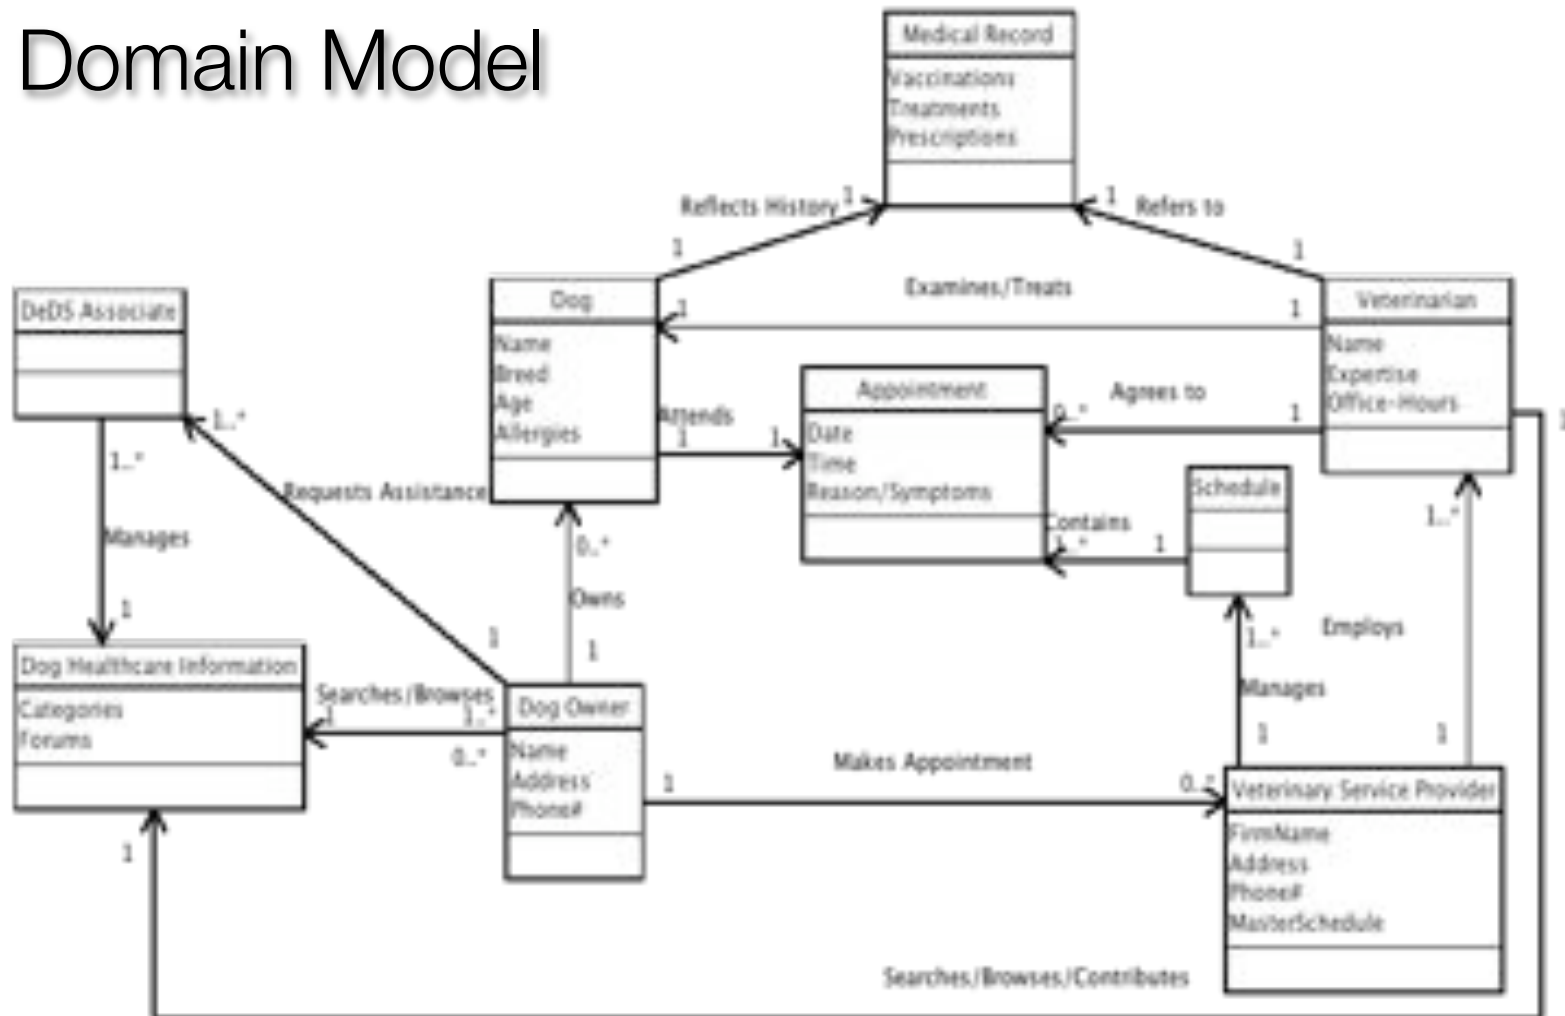 Domain Model
Medical Record
Vaccinations
Treatments
Prescriptions
Reflects History
1
1
Refers to
1
1
Examines/Treats
1
1
DeDS Associate
Dog
Name
Breed
Age
Allergies
Veterinarian
Name
Expertise
Office-Hours
Appointment
Date
Time
Reason/Symptoms
Attends
1
1
Agrees to
0..*
1
1
1..*
1..*
Requests Assistance
1
Manages
1
Schedule
Contains
1..*
1
1..*
0..*
Owns
1
Employs
1
1..*
Manages
1
Dog Healthcare Information
Categories
Forums
Searches/Browses
1
1..*
0..*
Dog Owner
Name
Address
Phone#
Makes Appointment
1
0..*
Veterinary Service Provider
FirmName
Address
Phone#
MasterSchedule
1
Searches/Browses/Contributes